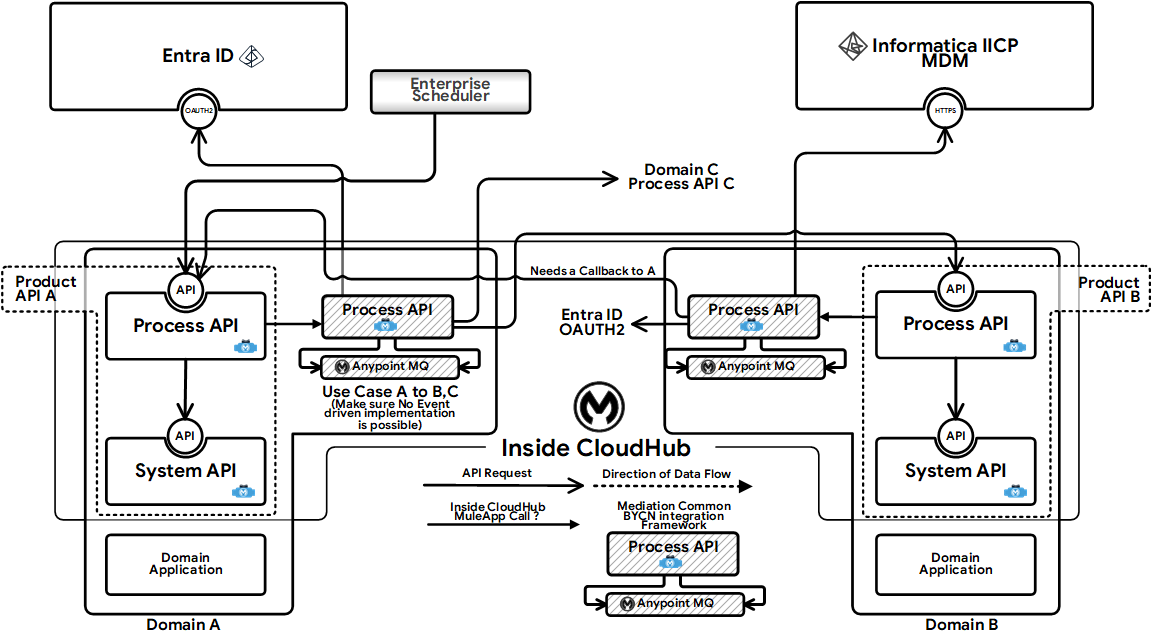 Entra ID
OAUTH2
Enterprise
Scheduler
Informatica IICP
MDM
HTTPS
Domain C
Process API C
Needs a Callback to A
Product
API A
API
Process API
Process API
Anypoint MQ
Use Case A to B,C
(Make sure No Event
driven implementation
is possible)
API
System API
Domain
Application
Domain A
Entra ID
OAUTH2
Process API
Anypoint MQ
Product
API B
API
Process API
API
System API
Domain
Application
Domain B
Inside CloudHub
API Request
Direction of Data Flow
Inside CloudHub
MuleApp Call ?
Mediation Common
BYCN integration
Framework
Process API
Anypoint MQ